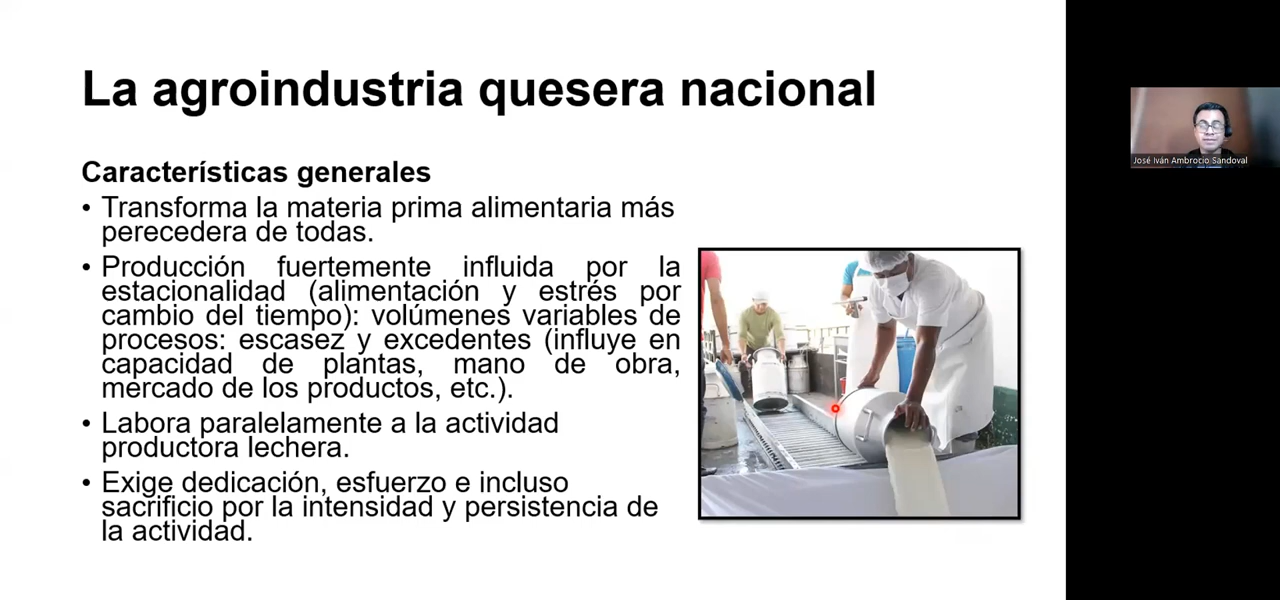 La agroindustria quesera nacional
Características generales
• Transforma la materia prima alimentaria más
perecedera de todas.
• Producción fuertemente influida por la
estacionalidad (alimentación y estrés por
cambio del tiempo): volúmenes variables de
procesos: escasez y excedentes (influye en
capacidad de plantas, mano de obra,
mercado de los productos, etc.).
• Labora paralelamente a la actividad
productora lechera.
• Exige dedicación, esfuerzo e incluso
sacrificio por la intensidad y persistencia de
la actividad.
José Iván Ambrocio Sandoval